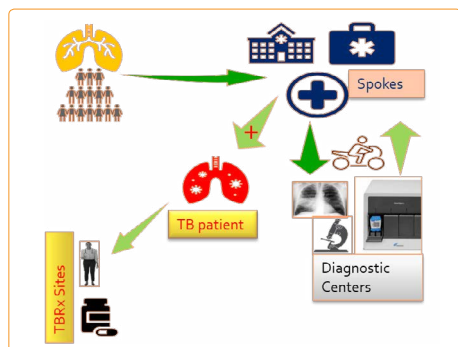 Spokes
+
TB patient
Diagnostic
Centers
TBRx Sites